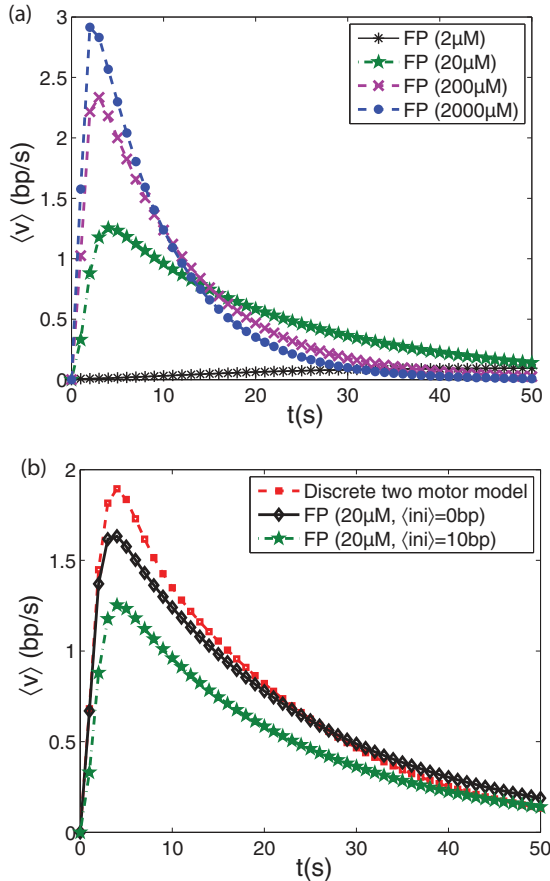 (a)
3
2.5
2
1.5
1
0.5
0
⟨v⟩ (bp/s)
FP (2μM)
FP (20μM)
FP (200μM)
FP (2000μM)
0 10 20 30 40 50
t(s)
(b)
2
1.5
1
0.5
0
⟨v⟩ (bp/s)
Discrete two motor model
FP (20μM, ⟨ini⟩=0bp)
FP (20μM, ⟨ini⟩=10bp)
0 10 20 30 40 50
t(s)